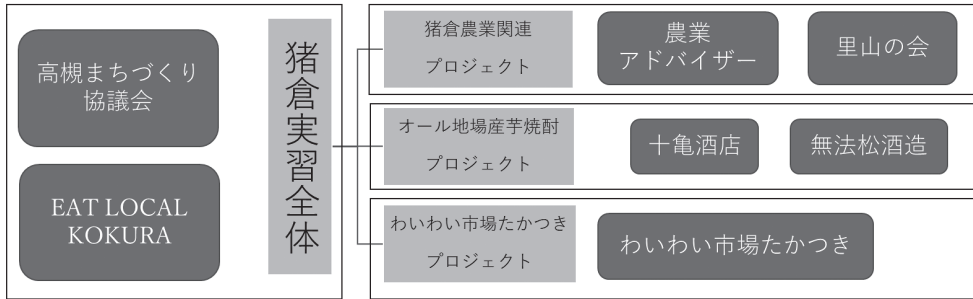 高槻まちづくり
協議会
EAT LOCAL
KOKURA
猪倉実習全体
猪倉農業関連
プロジェクト
農業
アドバイザー
里山の会
オール地場産芋焼酎
プロジェクト
十亀酒店
無法松酒造
わいわい市場たかつき
プロジェクト
わいわい市場たかつき